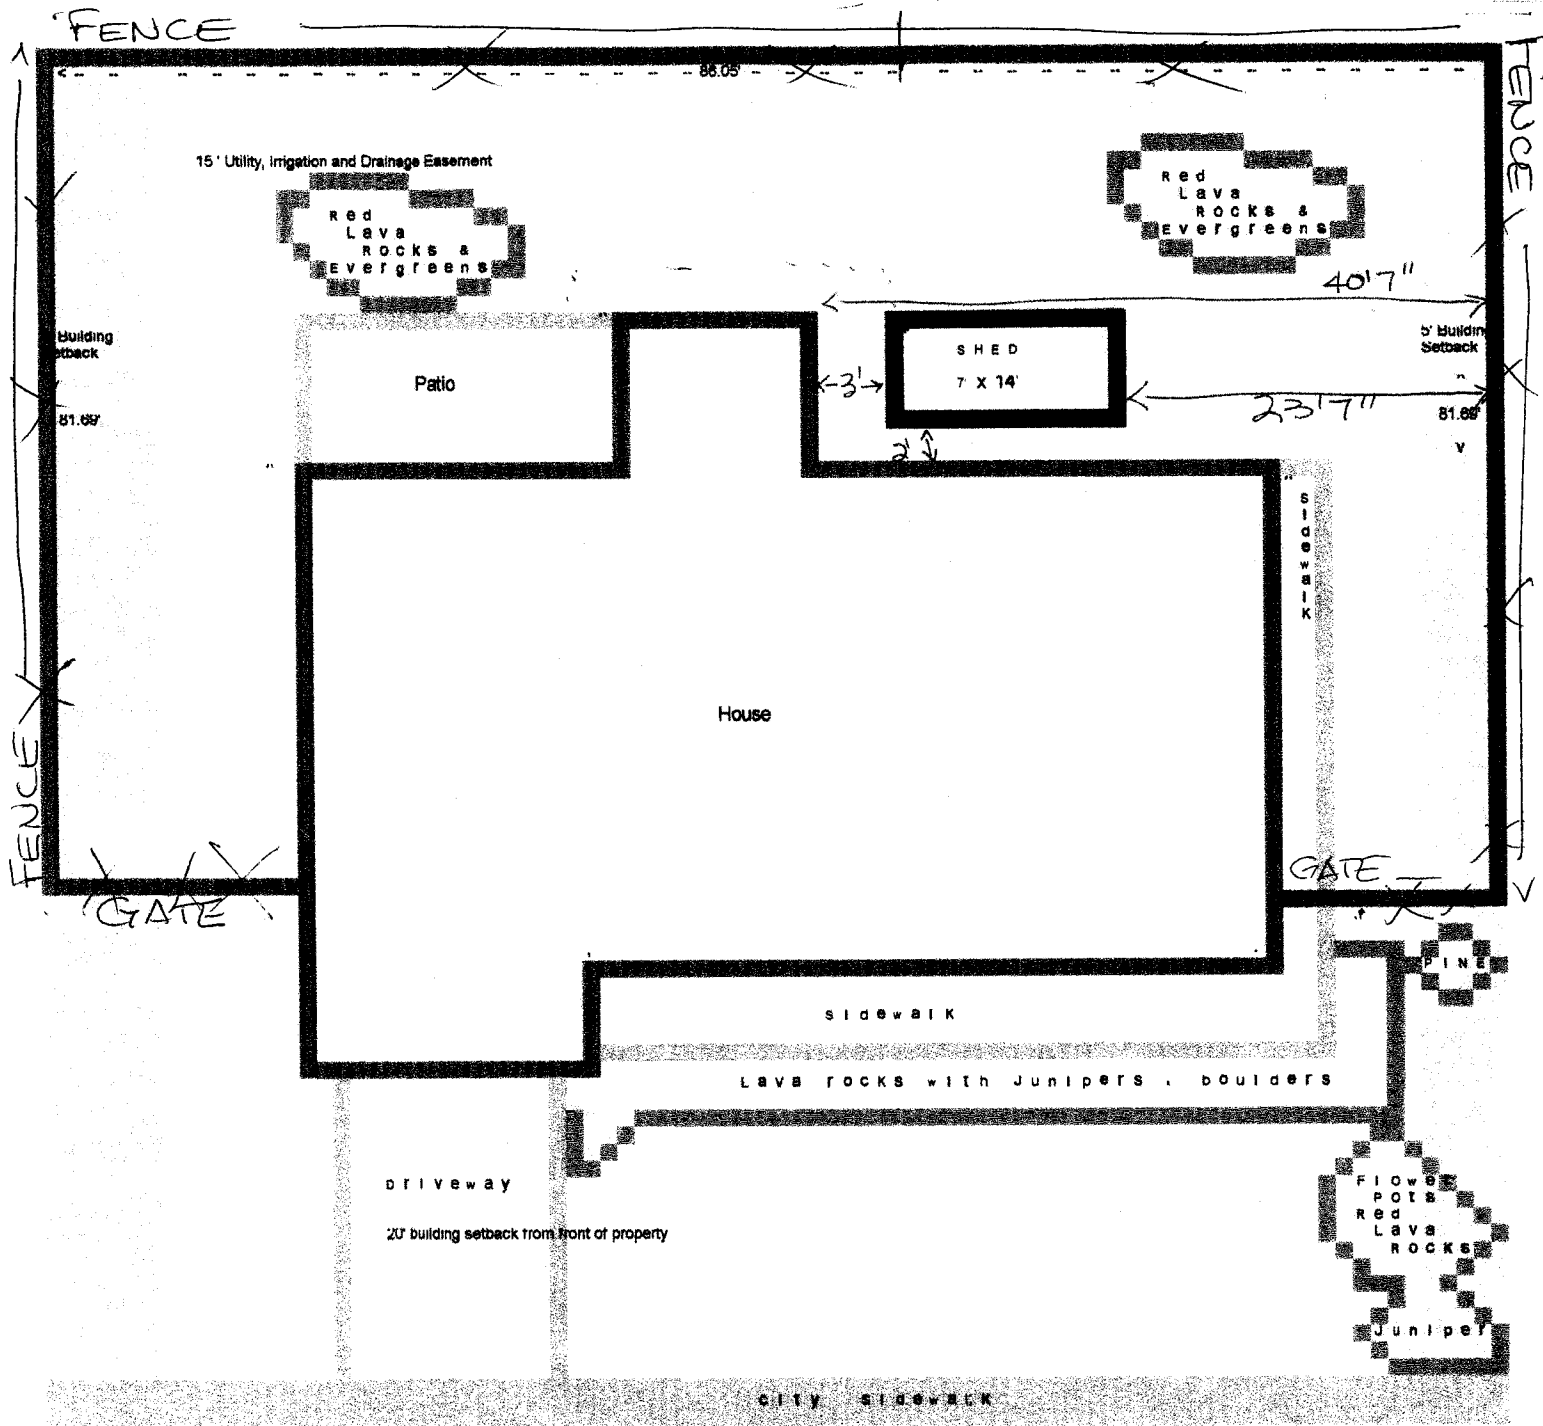 FENCE
FENCE
86.05'
15 ' Utility, Irrigation and Drainage Easement
Red
Lava
Rocks &
Evergreens
Red
Lava
Rocks &
Evergreens
40'7"
Building
etback
5' Buildin
Setback
SHED
7' X 14'
Patio
3'
23'7"
81.69'
81.69'
2'
sidewalk
House
FENCE
GATE
GATE
PINE
sidewalk
Lava rocks with Junipers , boulders
Driveway
20' building setback from front of property
Flower
Pots
Red
Lava
Rocks
Juniper
city sidewalk